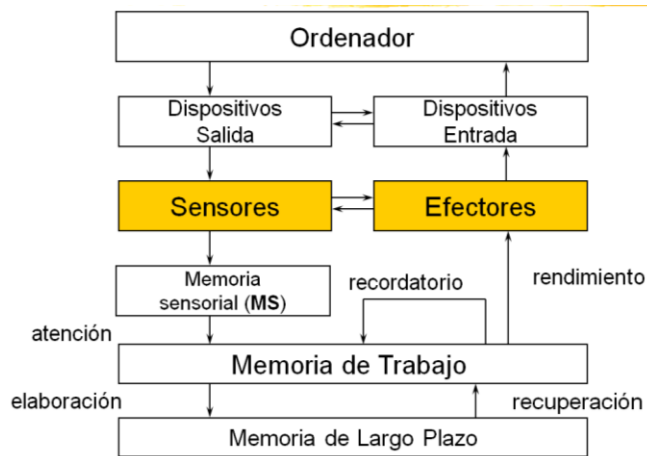 Ordenador
Dispositivos
Salida
Dispositivos
Entrada
Sensores
Efectores
Memoria
sensorial (MS)
recordatorio
rendimiento
atención
Memoria de Trabajo
elaboración
recuperación
Memoria de Largo Plazo